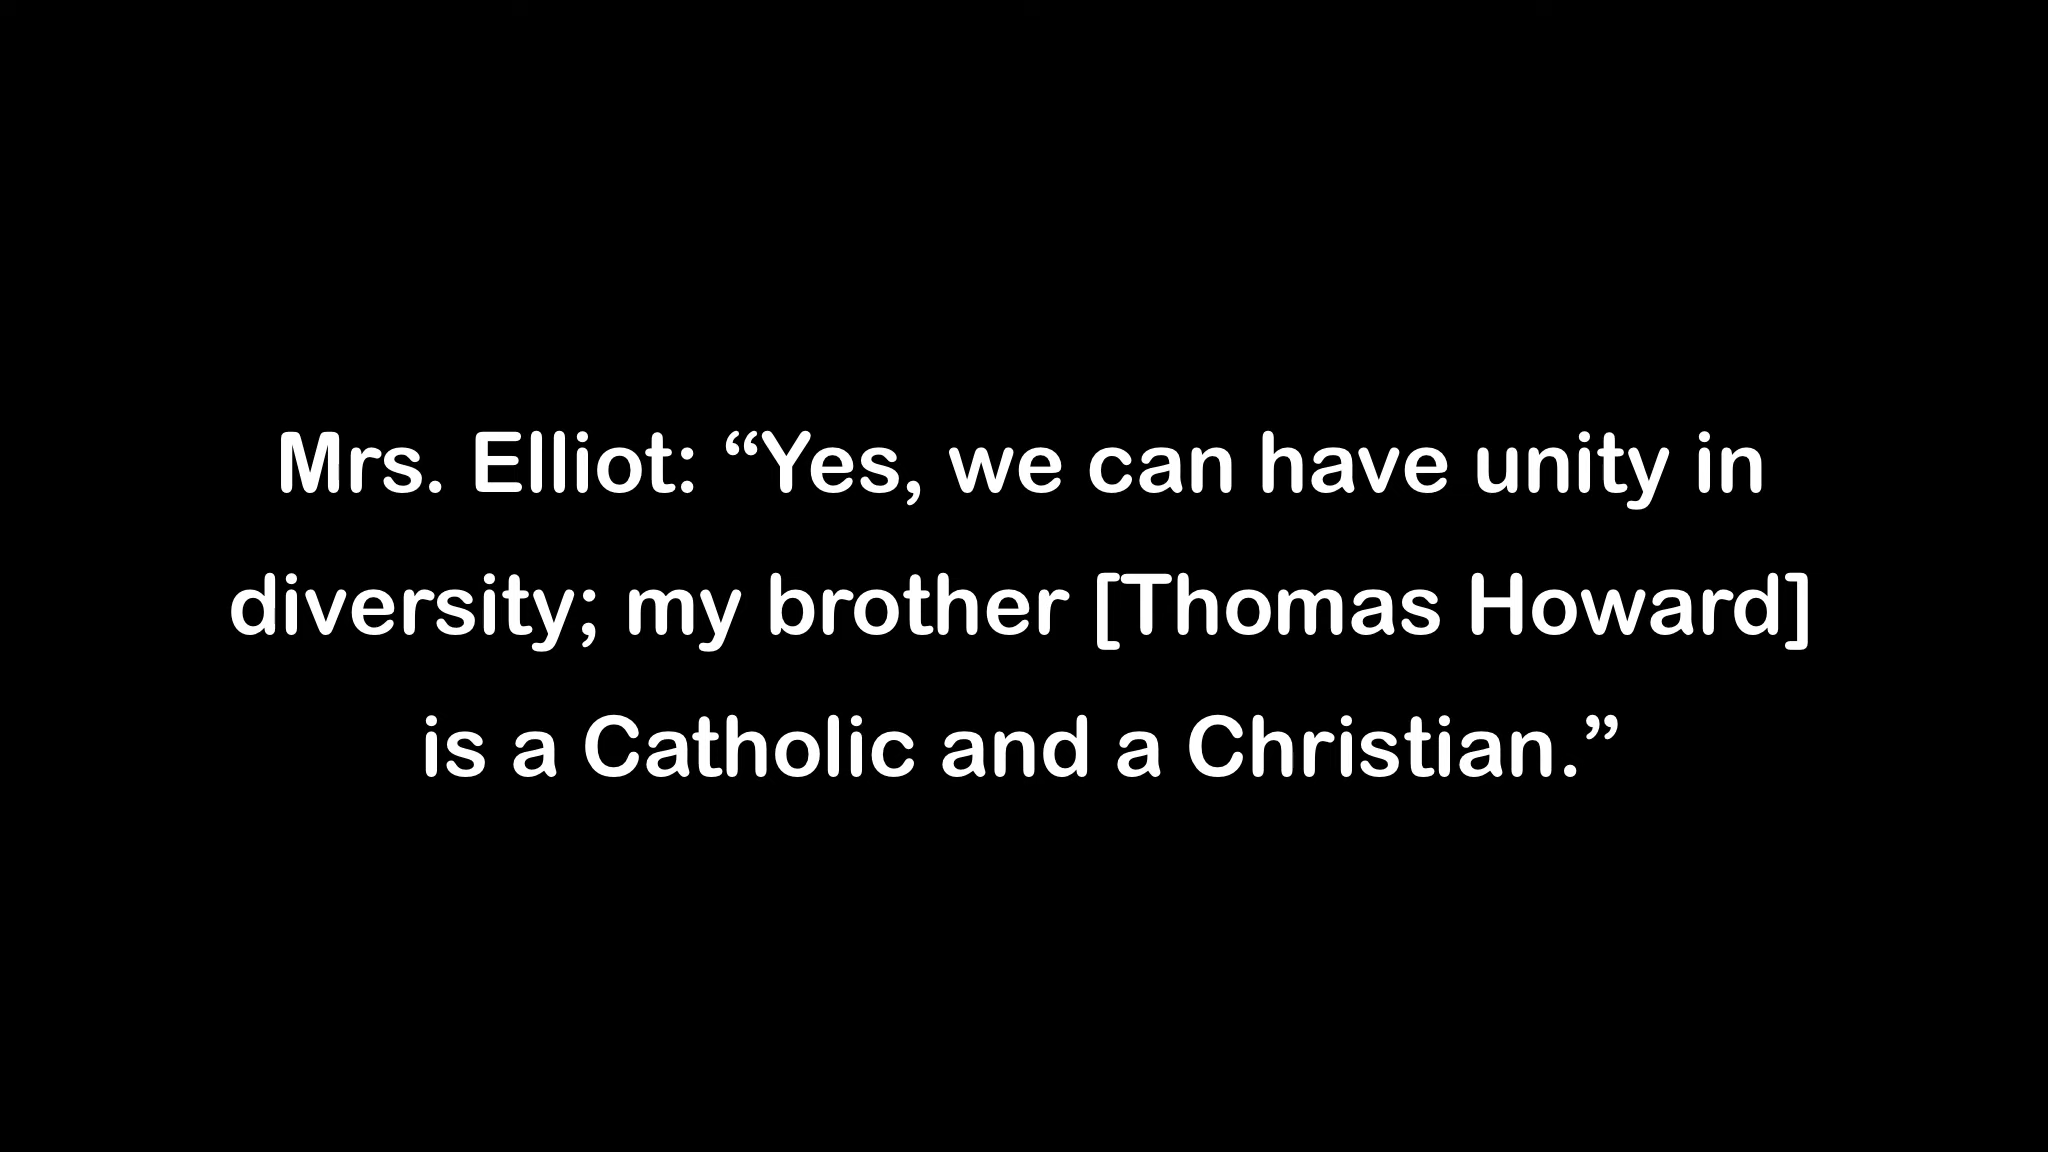 Mrs. Elliot: “Yes, we can have unity in
diversity; my brother [Thomas Howard]
is a Catholic and a Christian.”